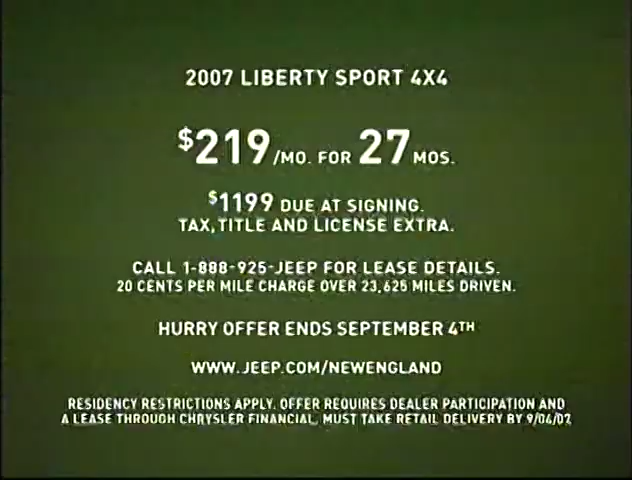 2007 LIBERTY SPORT 4X4
$219/MO. FOR 27 MOS.
$1199 DUE AT SIGNING.
TAX, TITLE AND LICENSE EXTRA.
CALL 1-888-925-JEEP FOR LEASE DETAILS.
20 CENTS PER MILE CHARGE OVER 23,625 MILES DRIVEN.
HURRY OFFER ENDS SEPTEMBER 4TH
WWW.JEEP.COM/NEWENGLAND
RESIDENCY RESTRICTIONS APPLY. OFFER REQUIRES DEALER PARTICIPATION AND
A LEASE THROUGH CHRYSLER FINANCIAL. MUST TAKE RETAIL DELIVERY BY